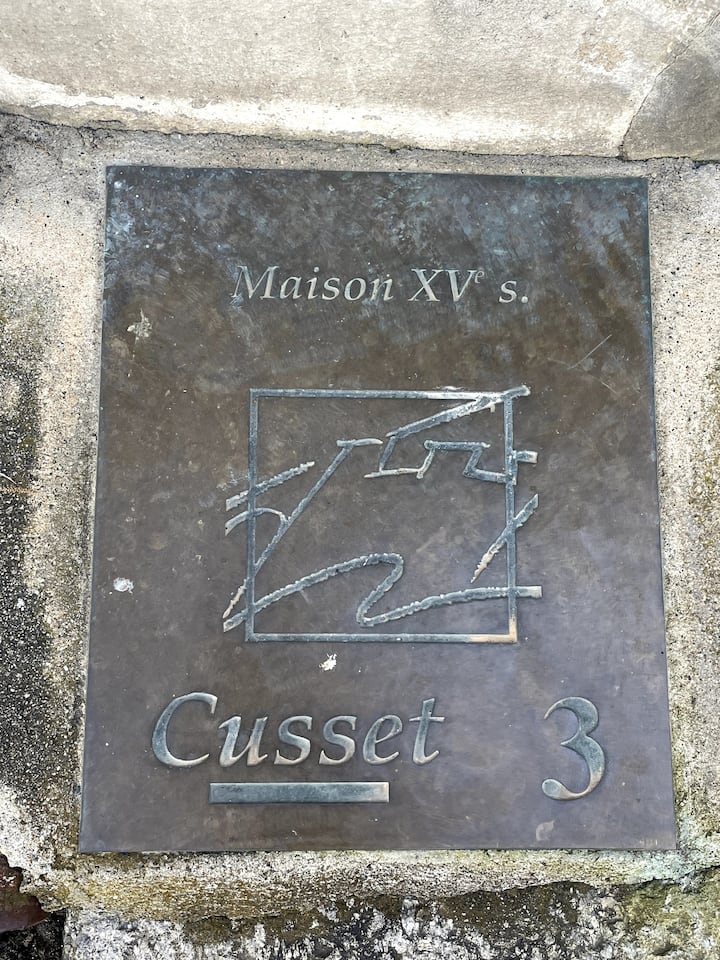 Maison XVᵉ s.
Cusset 3